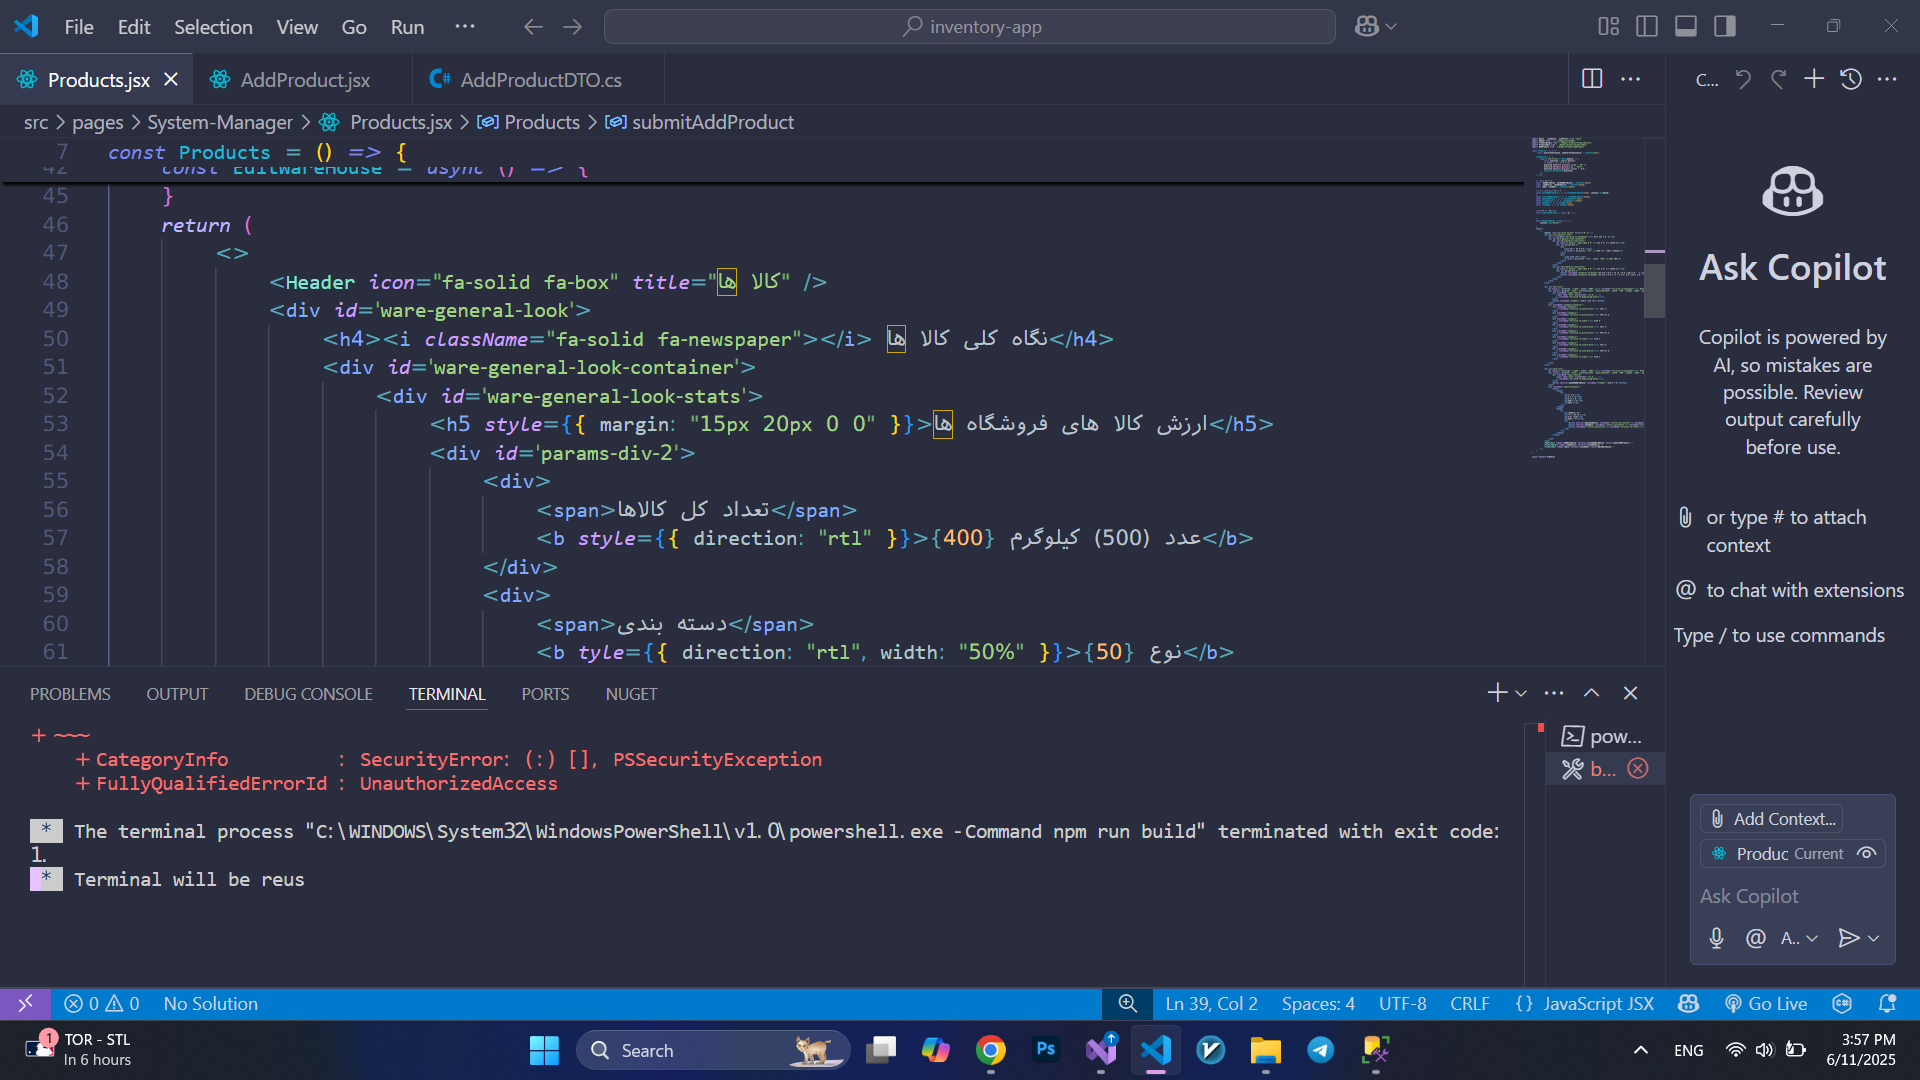 File Edit Selection View Go Run ··· inventory-app
Products.jsx AddProduct.jsx AddProductDTO.cs C...
src > pages > System-Manager > Products.jsx > Products > submitAddProduct
7 const Products = () => {
42 const EditWareHouse = async () => {
45 }
46 return (
47 <>
48 <Header icon="fa-solid fa-box" title="کالا ها" />
49 <div id='ware-general-look'>
50 <h4><i className="fa-solid fa-newspaper"></i> نگاه کلی کالا ها</h4>
51 <div id='ware-general-look-container'>
52 <div id='ware-general-look-stats'>
53 <h5 style={{ margin: "15px 20px 0 0" }}>ارزش کالا های فروشگاه ها</h5>
54 <div id='params-div-2'>
55 <div>
56 <span>تعداد کل کالاها</span>
57 <b style={{ direction: "rtl" }}>{400} عدد (500) کیلوگرم</b>
58 </div>
59 <div>
60 <span>دسته بندی</span>
61 <b tyle={{ direction: "rtl", width: "50%" }}>{50} نوع</b>
Ask Copilot
Copilot is powered by
AI, so mistakes are
possible. Review
output carefully
before use.
or type # to attach
context
@ to chat with extensions
Type / to use commands
Add Context...
Produc Current
Ask Copilot
@ A..
PROBLEMS OUTPUT DEBUG CONSOLE TERMINAL PORTS NUGET
+ ~~~
+ CategoryInfo : SecurityError: (:) [], PSSecurityException
+ FullyQualifiedErrorId : UnauthorizedAccess
* The terminal process "C:\WINDOWS\System32\WindowsPowerShell\v1.0\powershell.exe -Command npm run build" terminated with exit code:
1.
* Terminal will be reus
pow...
b...
0 0 No Solution Ln 39, Col 2 Spaces: 4 UTF-8 CRLF {} JavaScript JSX Go Live
1 TOR - STL
In 6 hours
Search
Ps
ENG
3:57 PM
6/11/2025